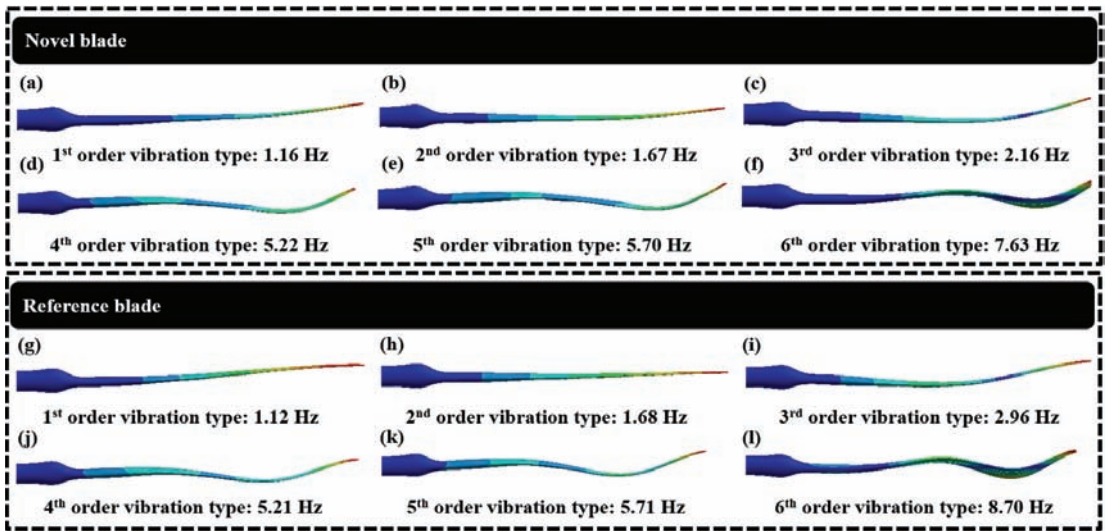 Novel blade
(a) (b) (c)
1st order vibration type: 1.16 Hz 2nd order vibration type: 1.67 Hz 3rd order vibration type: 2.16 Hz
(d) (e) (f)
4th order vibration type: 5.22 Hz 5th order vibration type: 5.70 Hz 6th order vibration type: 7.63 Hz
Reference blade
(g) (h) (i)
1st order vibration type: 1.12 Hz 2nd order vibration type: 1.68 Hz 3rd order vibration type: 2.96 Hz
(j) (k) (l)
4th order vibration type: 5.21 Hz 5th order vibration type: 5.71 Hz 6th order vibration type: 8.70 Hz